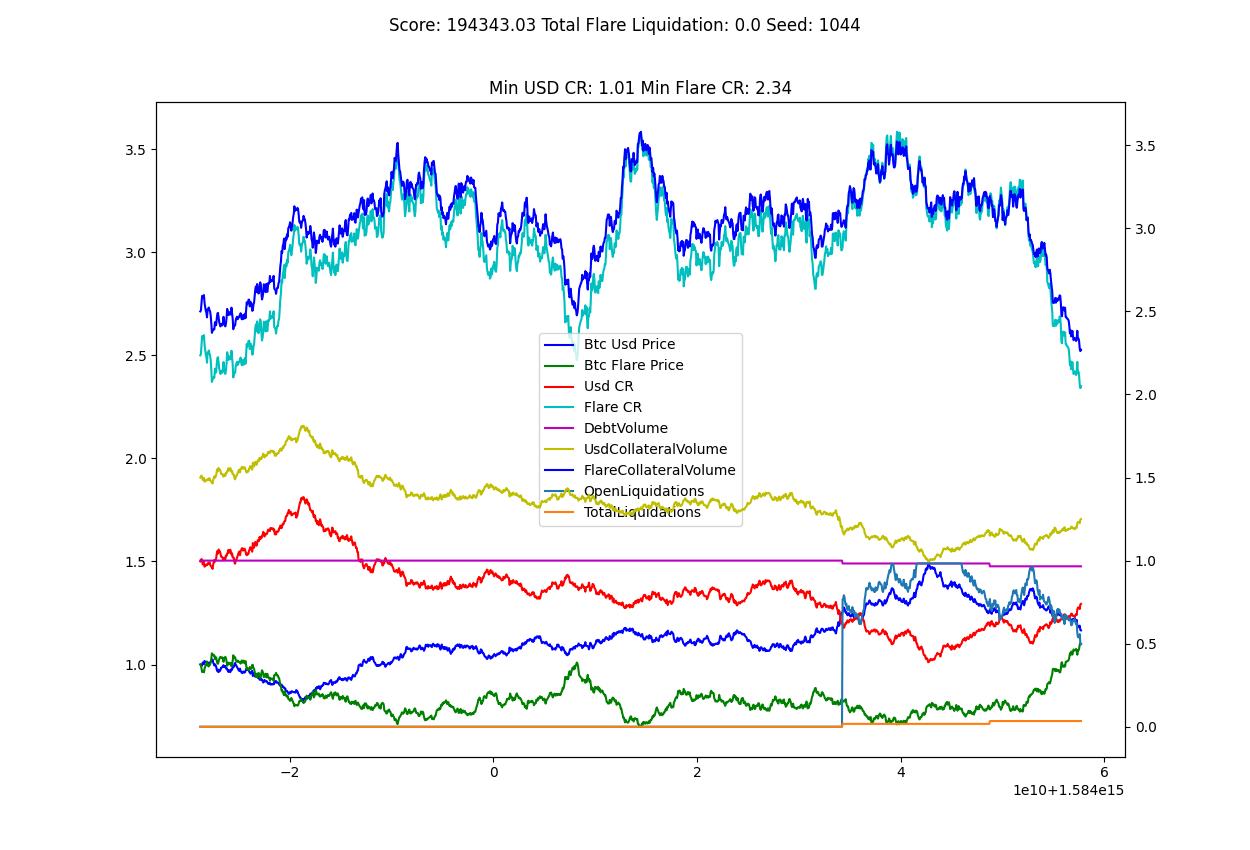 Score: 194343.03 Total Flare Liquidation: 0.0 Seed: 1044
Min USD CR: 1.01 Min Flare CR: 2.34
3.5
3.0
2.5
2.0
1.5
1.0
3.5
3.0
2.5
2.0
1.5
1.0
0.5
0.0
Btc Usd Price
Btc Flare Price
Usd CR
Flare CR
DebtVolume
UsdCollateralVolume
FlareCollateralVolume
OpenLiquidations
TotalLiquidations
−2 0 2 4 6
1e10+1.584e15